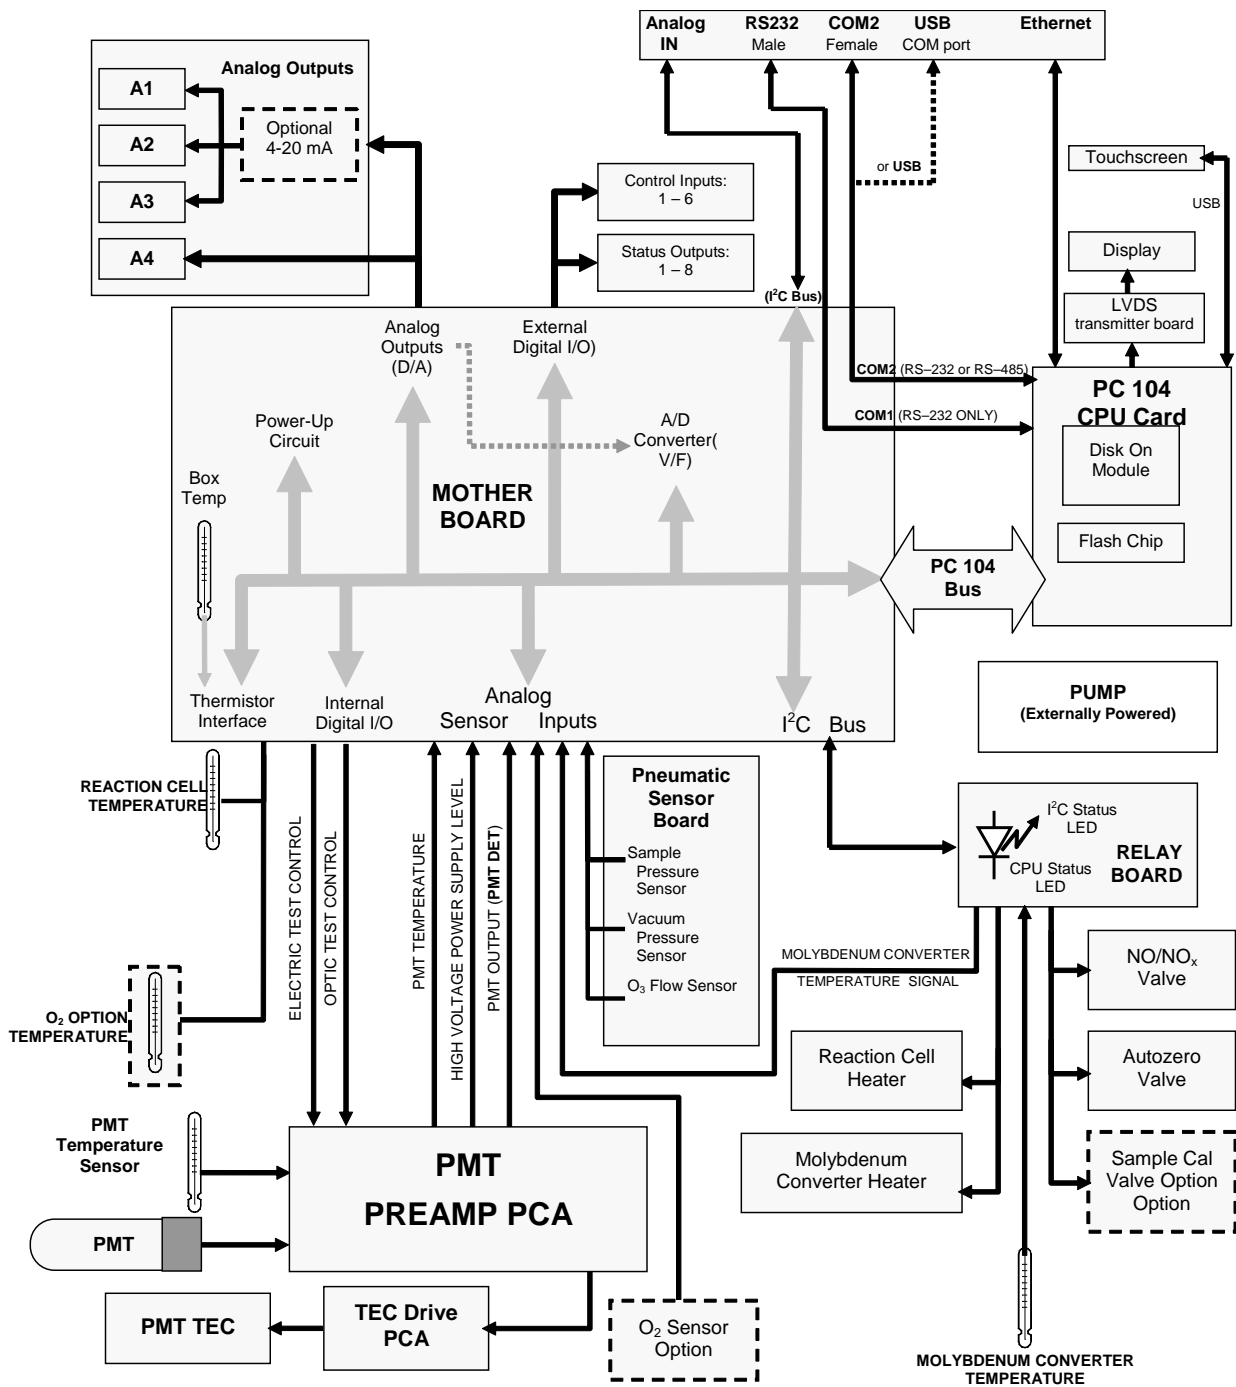 Analog IN
RS232 Male
COM2 Female
USB COM port
Ethernet
Analog Outputs
A1
A2
A3
A4
Optional
4-20 mA
Control Inputs:
1 – 6
Status Outputs:
1 – 8
or USB
Touchscreen
USB
Display
LVDS
transmitter board
(I²C Bus)
Analog
Outputs
(D/A)
External
Digital I/O)
COM2 (RS–232 or RS–485)
COM1 (RS–232 ONLY)
PC 104
CPU Card
Disk On
Module
Flash Chip
Power-Up
Circuit
A/D
Converter(
V/F)
Box
Temp
MOTHER
BOARD
PC 104
Bus
Thermistor
Interface
Internal
Digital I/O
Analog
Sensor Inputs
I²C Bus
PUMP
(Externally Powered)
REACTION CELL
TEMPERATURE
ELECTRIC TEST CONTROL
OPTIC TEST CONTROL
PMT TEMPERATURE
HIGH VOLTAGE POWER SUPPLY LEVEL
PMT OUTPUT (PMT DET)
Pneumatic
Sensor
Board
Sample
Pressure
Sensor
Vacuum
Pressure
Sensor
O₃ Flow Sensor
I²C Status
LED
CPU Status
LED
RELAY
BOARD
MOLYBDENUM CONVERTER
TEMPERATURE SIGNAL
NO/NOₓ
Valve
Autozero
Valve
Sample Cal
Valve Option
Option
Reaction Cell
Heater
Molybdenum
Converter Heater
O₂ OPTION
TEMPERATURE
PMT
Temperature
Sensor
PMT
PMT
PREAMP PCA
PMT TEC
TEC Drive
PCA
O₂ Sensor
Option
MOLYBDENUM CONVERTER
TEMPERATURE